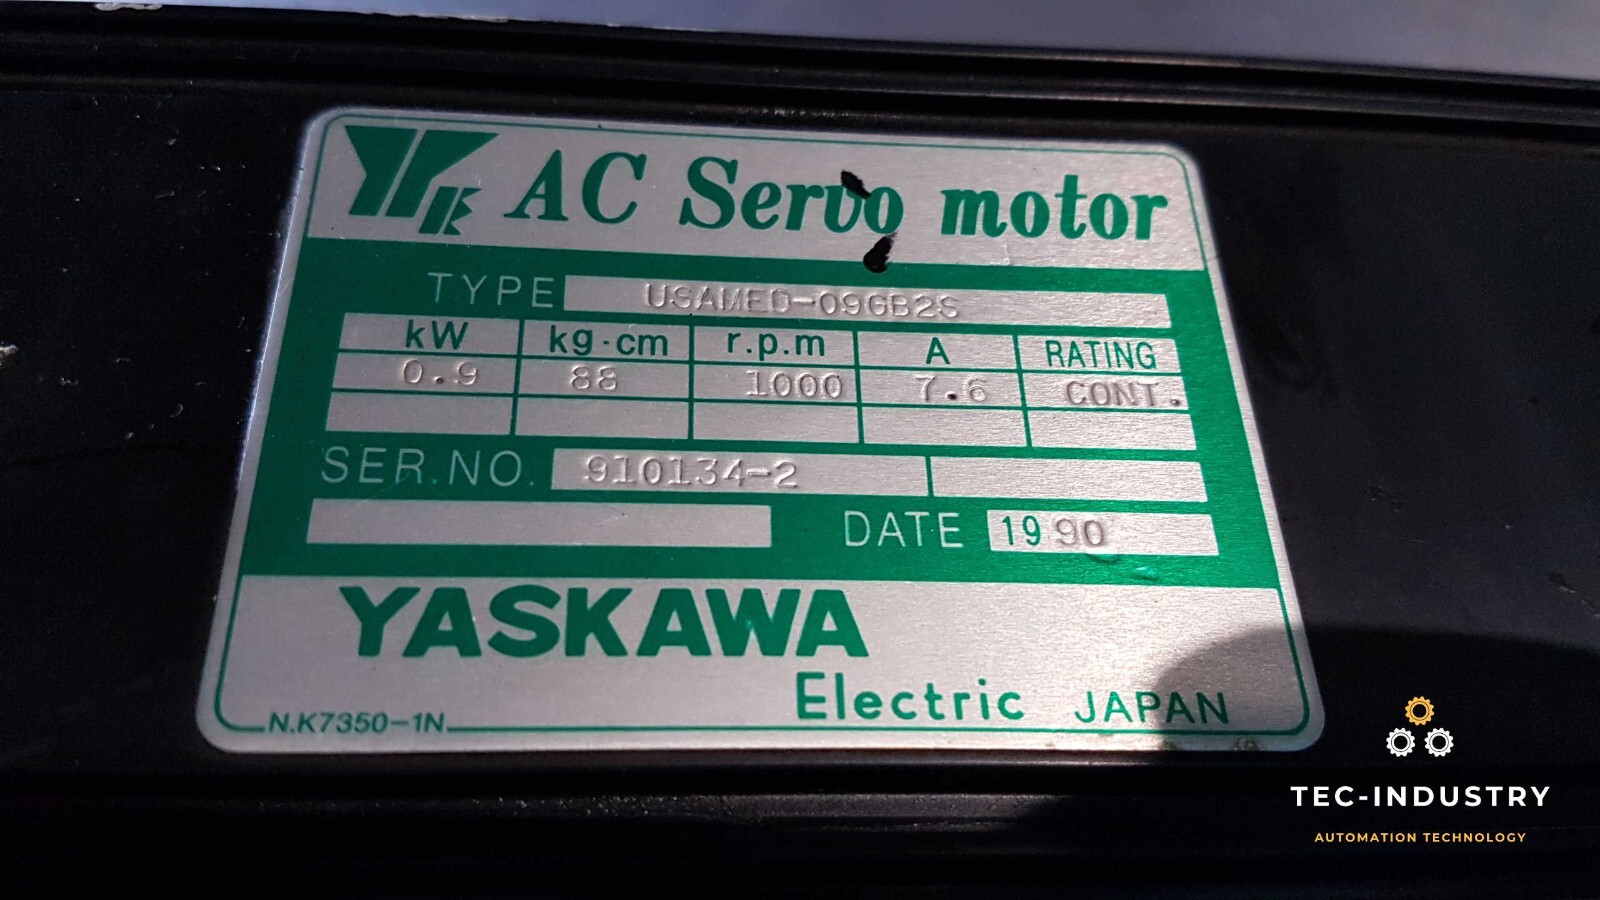 YK AC Servo motor
TYPE USAMED-09GB2S
kW kg·cm r.p.m A RATING
0.9 88 1000 7.6 CONT.
SER.NO. 910134-2
DATE 1990
YASKAWA
Electric JAPAN
N.K7350-1N
TEC-INDUSTRY
AUTOMATION TECHNOLOGY